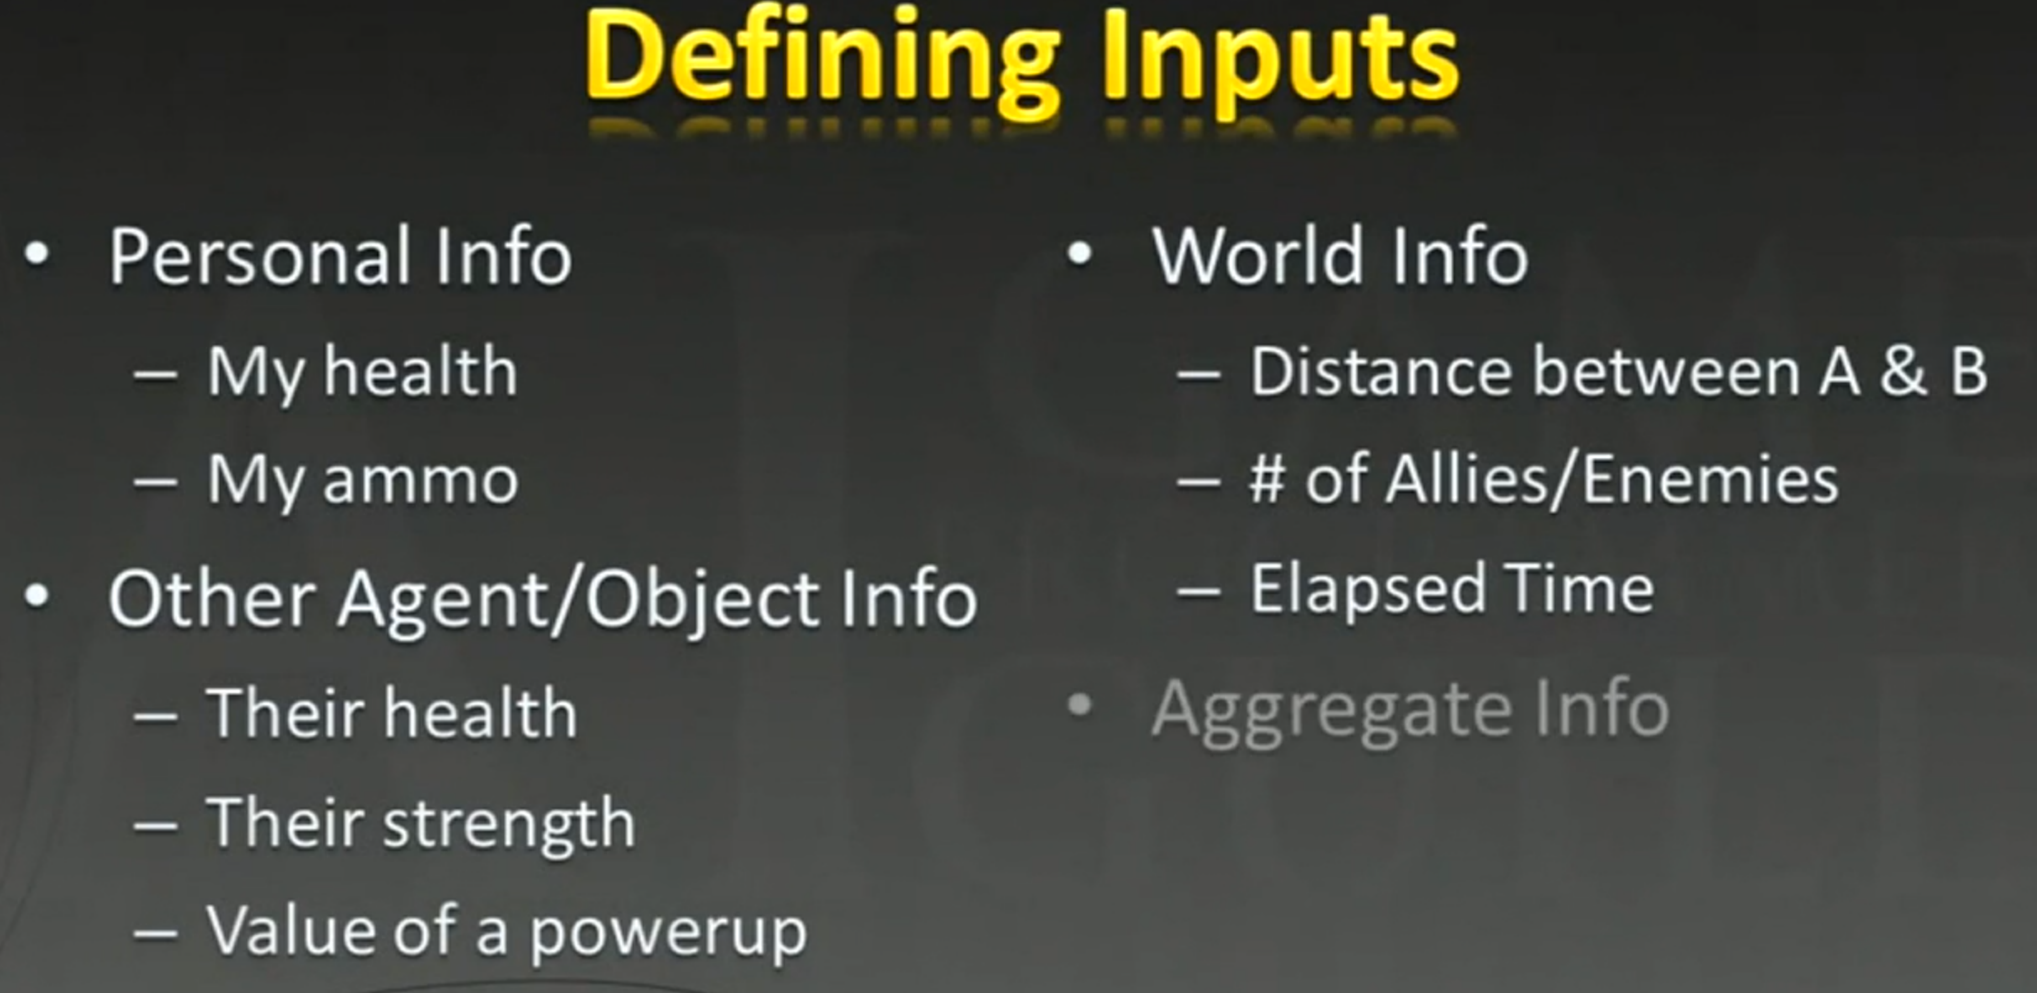 Defining Inputs
• Personal Info
– My health
– My ammo
• Other Agent/Object Info
– Their health
– Their strength
– Value of a powerup
• World Info
– Distance between A & B
– # of Allies/Enemies
– Elapsed Time
• Aggregate Info